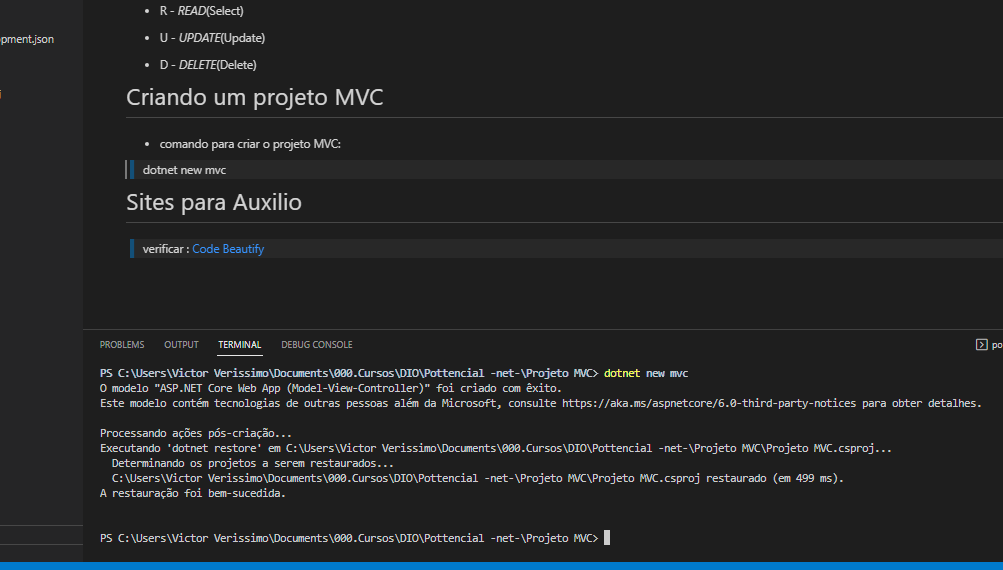 R - READ(Select)
pment.json
U - UPDATE(Update)
D - DELETE(Delete)
Criando um projeto MVC
comando para criar o projeto MVC:
dotnet new mvc
Sites para Auxilio
verificar : Code Beautify
PROBLEMS OUTPUT TERMINAL DEBUG CONSOLE po
PS C:\Users\Victor Verissimo\Documents\000.Cursos\DIO\Pottencial -net-\Projeto MVC> dotnet new mvc
O modelo "ASP.NET Core Web App (Model-View-Controller)" foi criado com êxito.
Este modelo contém tecnologias de outras pessoas além da Microsoft, consulte https://aka.ms/aspnetcore/6.0-third-party-notices para obter detalhes.
Processando ações pós-criação...
Executando 'dotnet restore' em C:\Users\Victor Verissimo\Documents\000.Cursos\DIO\Pottencial -net-\Projeto MVC\Projeto MVC.csproj...
Determinando os projetos a serem restaurados...
C:\Users\Victor Verissimo\Documents\000.Cursos\DIO\Pottencial -net-\Projeto MVC\Projeto MVC.csproj restaurado (em 499 ms).
A restauração foi bem-sucedida.
PS C:\Users\Victor Verissimo\Documents\000.Cursos\DIO\Pottencial -net-\Projeto MVC>